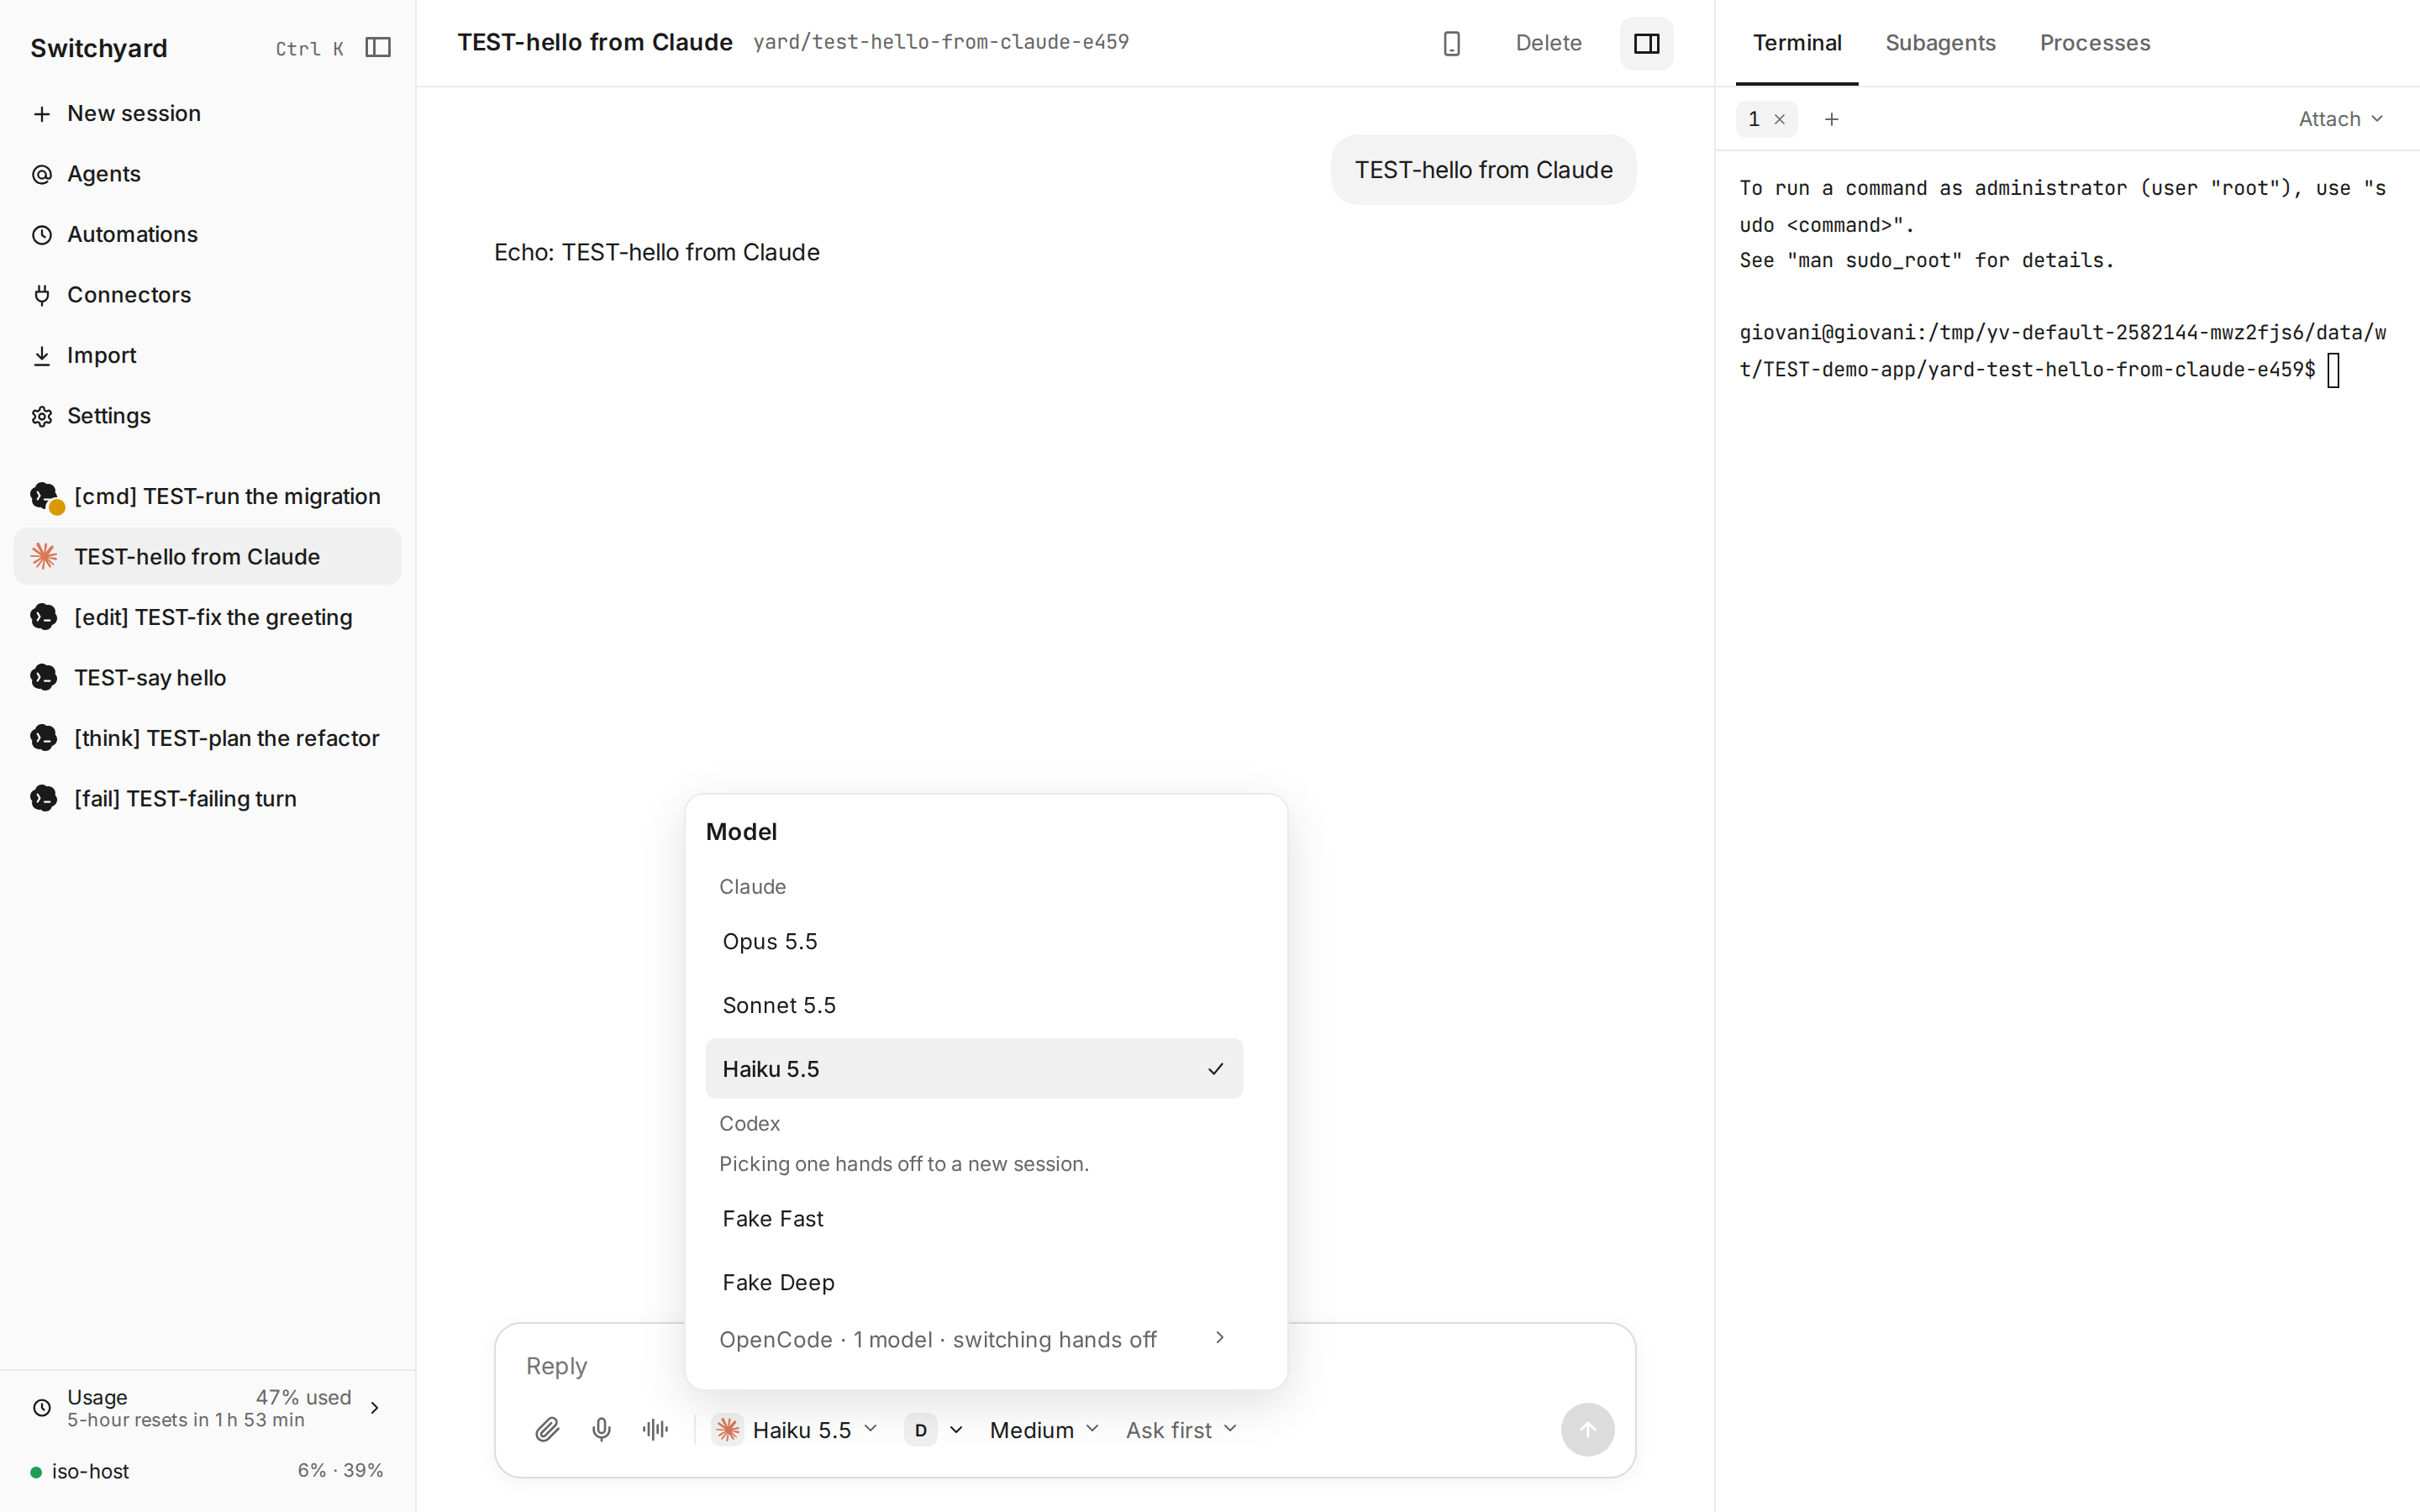 Switchyard
Ctrl K
New session
Agents
Automations
Connectors
Import
Settings
[cmd] TEST-run the migration
TEST-hello from Claude
[edit] TEST-fix the greeting
TEST-say hello
[think] TEST-plan the refactor
[fail] TEST-failing turn
Usage
47% used
5-hour resets in 1 h 53 min
iso-host
6% · 39%
TEST-hello from Claude
yard/test-hello-from-claude-e459
Delete
TEST-hello from Claude
Echo: TEST-hello from Claude
Model
Claude
Opus 5.5
Sonnet 5.5
Haiku 5.5
Codex
Picking one hands off to a new session.
Fake Fast
Fake Deep
OpenCode · 1 model · switching hands off
Reply
Haiku 5.5
D
Medium
Ask first
Terminal
Subagents
Processes
1
Attach
To run a command as administrator (user "root"), use "s
udo <command>".
See "man sudo_root" for details.
giovani@giovani:/tmp/yv-default-2582144-mwz2fjs6/data/w
t/TEST-demo-app/yard-test-hello-from-claude-e459$